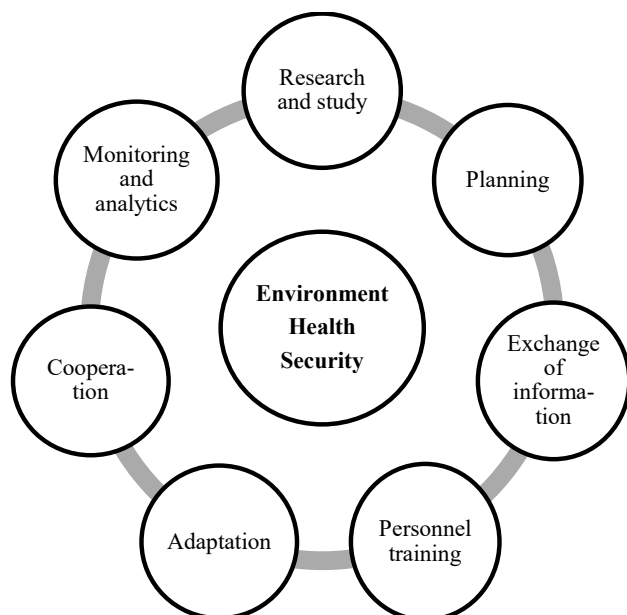 Research
and study
Planning
Exchange
of
informa-
tion
Personnel
training
Adaptation
Coopera-
tion
Monitoring
and
analytics
Environment
Health
Security